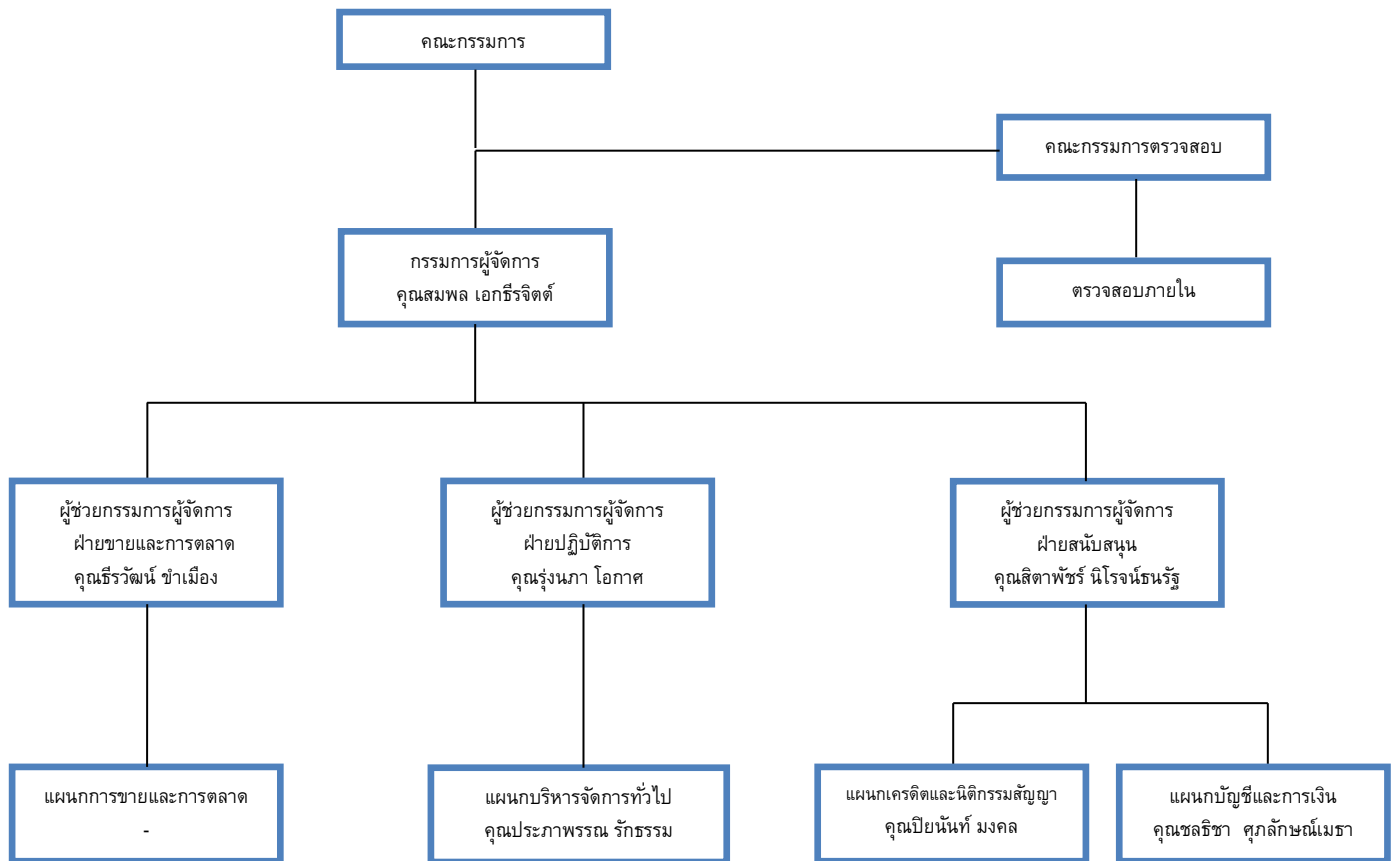 คณะกรรมการ
คณะกรรมการตรวจสอบ
กรรมการผู้จัดการ
คุณสมพล เอกธีรจิตต์
ตรวจสอบภายใน
ผู้ช่วยกรรมการผู้จัดการ
ฝ่ายขายและการตลาด
คุณธีรวัฒน์ ขำเมือง
ผู้ช่วยกรรมการผู้จัดการ
ฝ่ายปฏิบัติการ
คุณรุ่งนภา โอกาศ
ผู้ช่วยกรรมการผู้จัดการ
ฝ่ายสนับสนุน
คุณสิตาพัชร์ นิโรจน์ธนรัฐ
แผนกการขายและการตลาด
-
แผนกบริหารจัดการทั่วไป
คุณประภาพรรณ รักธรรม
แผนกเครดิตและนิติกรรมสัญญา
คุณปิยนันท์ มงคล
แผนกบัญชีและการเงิน
คุณชลธิชา ศุภลักษณ์เมธา